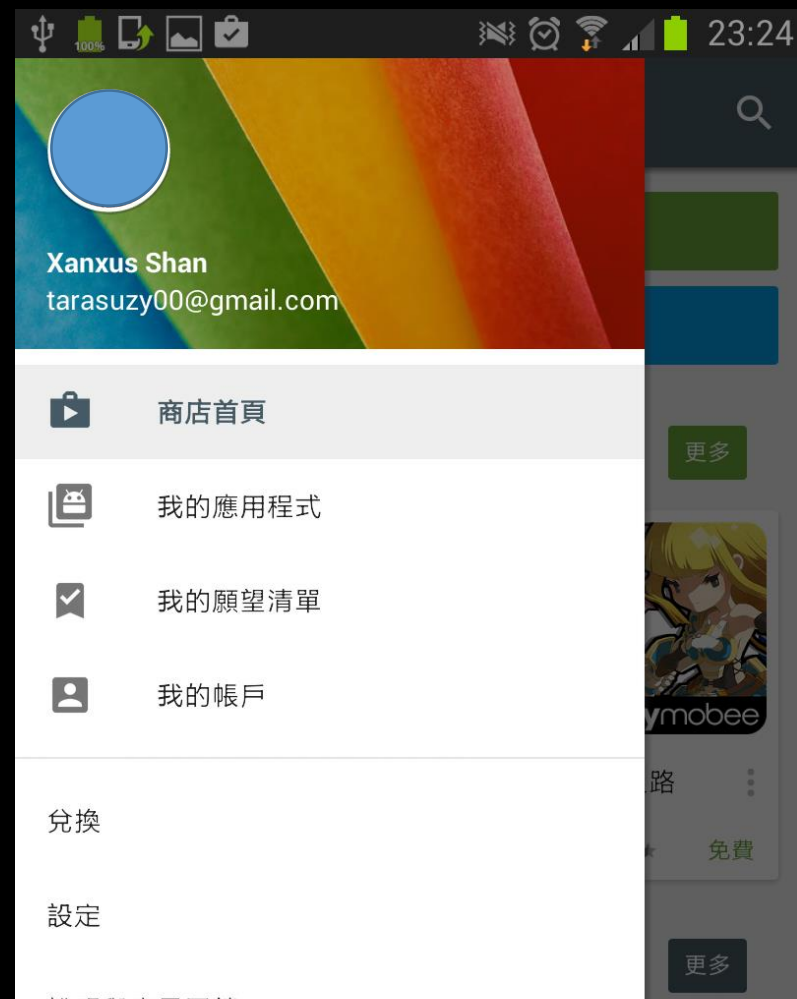 100%
23:24
Xanxus Shan
tarasuzy00@gmail.com
商店首頁
更多
我的應用程式
我的願望清單
我的帳戶
ymobee
路
兌換
免費
設定
更多